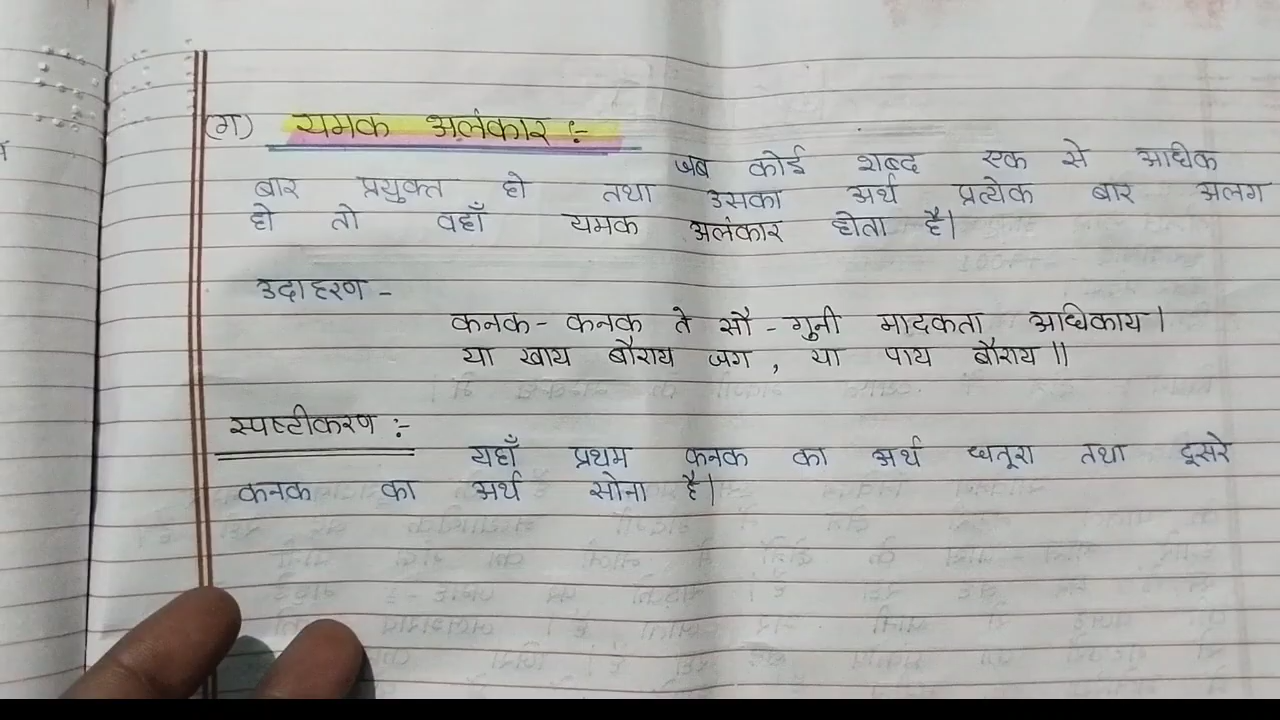 (ग) यमक अलंकार :-
जब कोई शब्द एक से अधिक
बार प्रयुक्त हो तथा उसका अर्थ प्रत्येक बार अलग
हो तो वहाँ यमक अलंकार होता है।
उदाहरण -
कनक - कनक ते सौ - गुनी मादकता अधिकाय।
या खाय बौराय जग , या पाय बौराय॥
स्पष्टीकरण :-
यहाँ प्रथम कनक का अर्थ धतूरा तथा दूसरे
कनक का अर्थ सोना है।